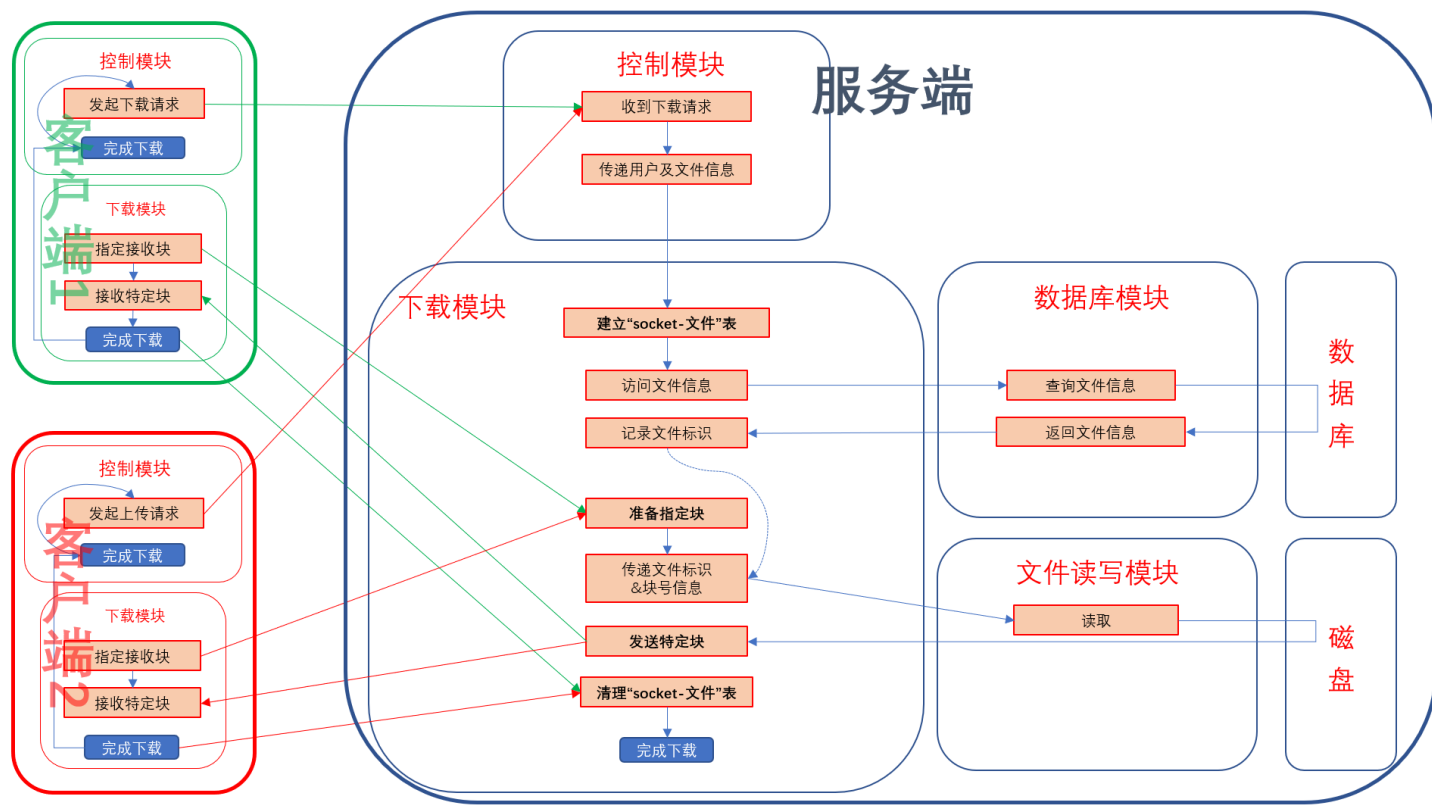 客户端1
控制模块
发起下载请求
完成下载
下载模块
指定接收块
接收特定块
完成下载
客户端2
控制模块
发起上传请求
完成下载
下载模块
指定接收块
接收特定块
完成下载
服务端
控制模块
收到下载请求
传递用户及文件信息
下载模块
建立“socket-文件”表
访问文件信息
记录文件标识
准备指定块
传递文件标识
&块号信息
发送特定块
清理“socket-文件”表
完成下载
数据库模块
查询文件信息
返回文件信息
数
据
库
文件读写模块
读取
磁
盘